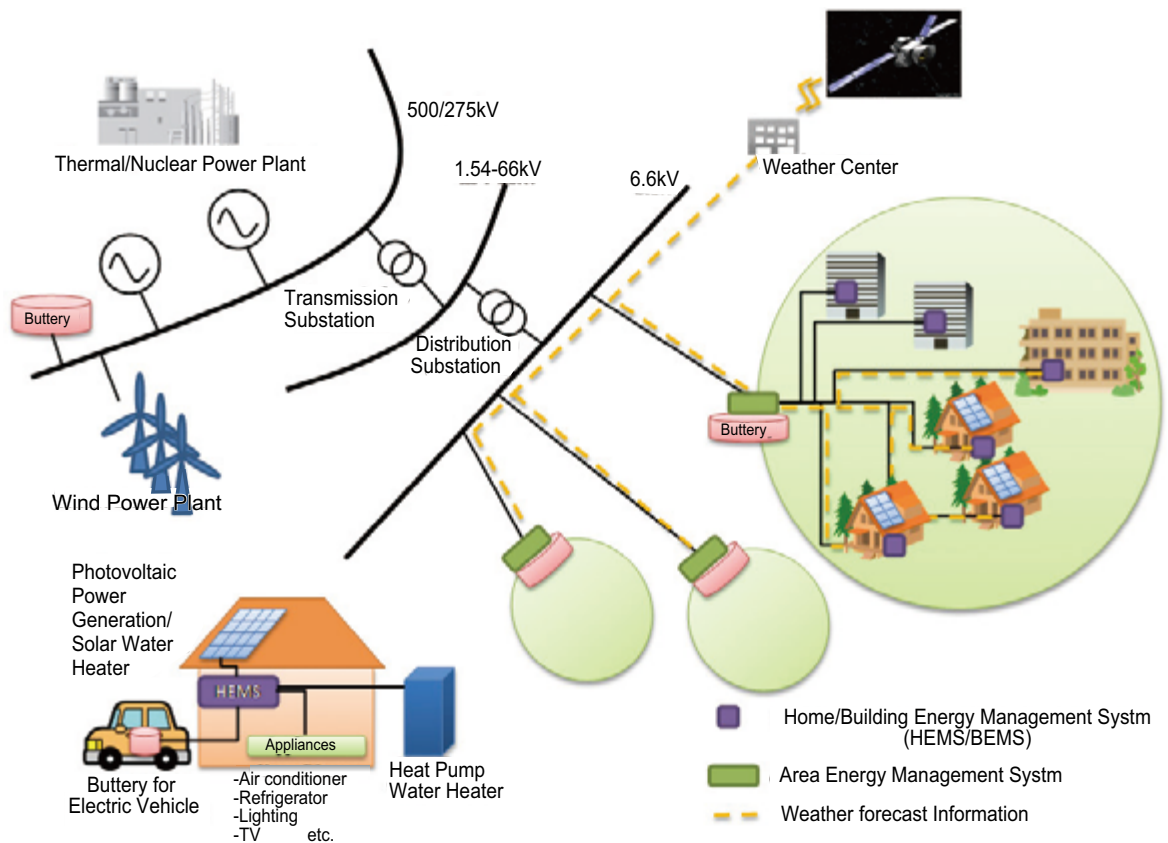 500/275kV
Thermal/Nuclear Power Plant
1.54-66kV
6.6kV
Weather Center
Buttery
Transmission
Substation
Distribution
Substation
Buttery
Wind Power Plant
Photovoltaic
Power
Generation/
Solar Water
Heater
HEMS
Appliances
Buttery for
Electric Vehicle
-Air conditioner
-Refrigerator
-Lighting
-TV etc.
Heat Pump
Water Heater
Home/Building Energy Management Systm
(HEMS/BEMS)
Area Energy Management Systm
Weather forecast Information